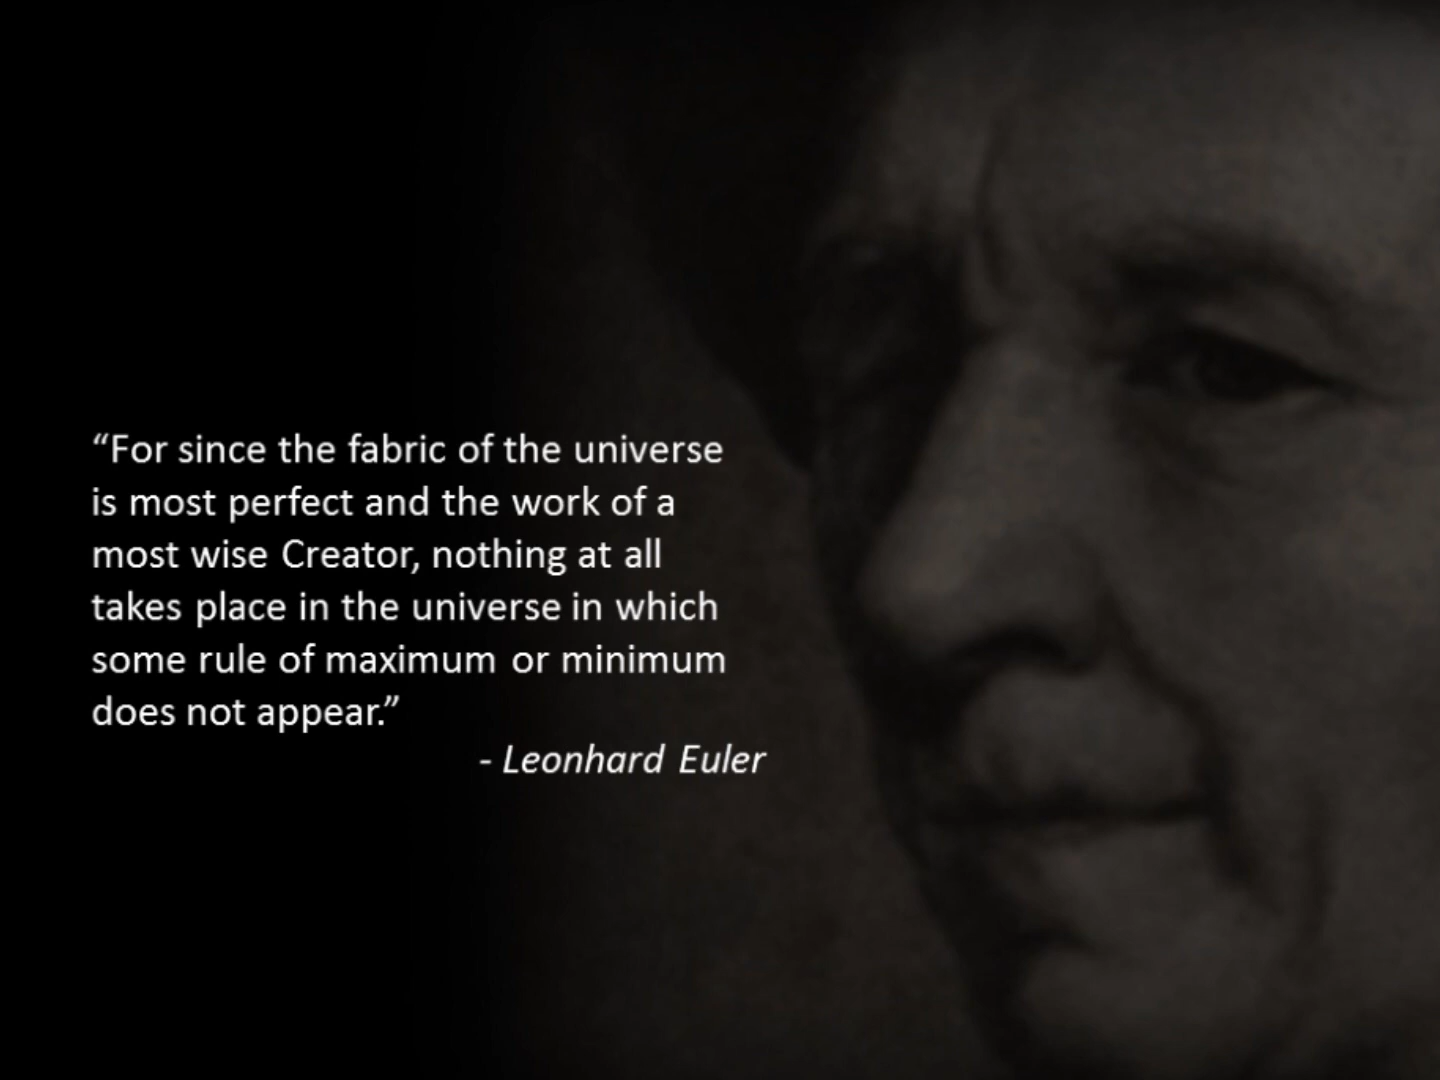 “For since the fabric of the universe
is most perfect and the work of a
most wise Creator, nothing at all
takes place in the universe in which
some rule of maximum or minimum
does not appear.”
- Leonhard Euler